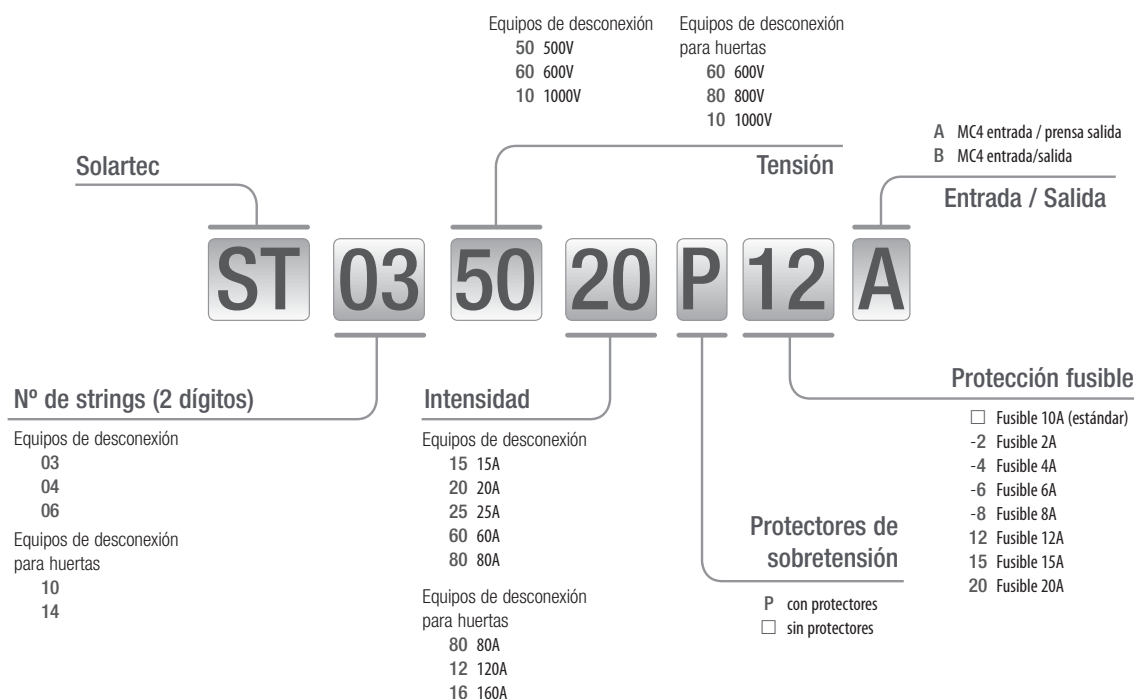 Equipos de desconexión
50 500V
60 600V
10 1000V
Equipos de desconexión
para huertas
60 600V
80 800V
10 1000V
A MC4 entrada / prensa salida
B MC4 entrada/salida
Solartec
Tensión
Entrada / Salida
ST 03 50 20 P 12 A
Nº de strings (2 dígitos)
Equipos de desconexión
03
04
06
Equipos de desconexión
para huertas
10
14
Intensidad
Equipos de desconexión
15 15A
20 20A
25 25A
60 60A
80 80A
Equipos de desconexión
para huertas
80 80A
12 120A
16 160A
Protectores de
sobretensión
P con protectores
□ sin protectores
Protección fusible
□ Fusible 10A (estándar)
-2 Fusible 2A
-4 Fusible 4A
-6 Fusible 6A
-8 Fusible 8A
12 Fusible 12A
15 Fusible 15A
20 Fusible 20A